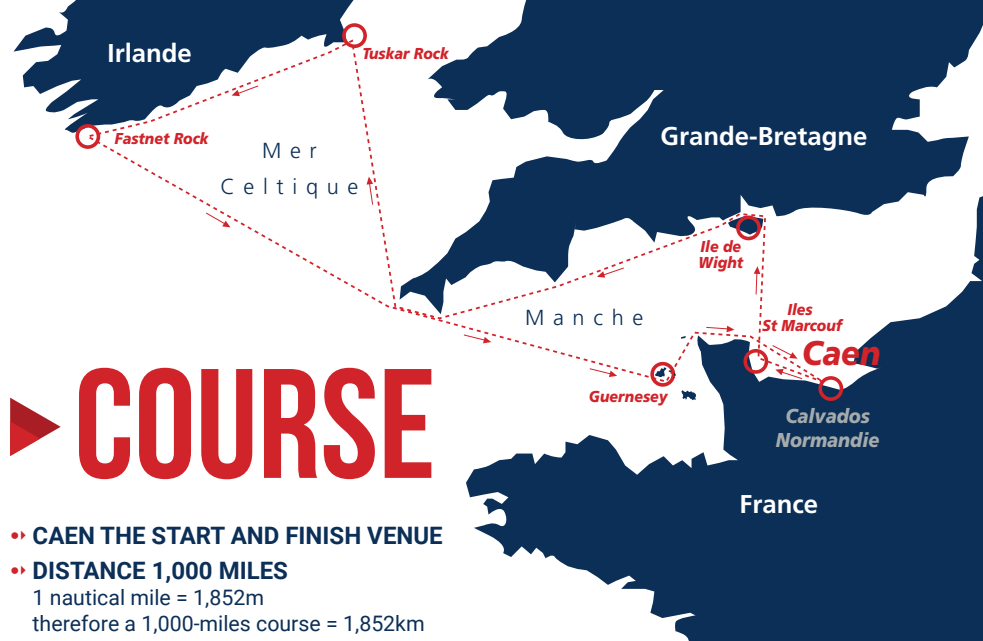 Irlande
Tuskar Rock
Fastnet Rock
Grande-Bretagne
Mer
Celtique
Ile de
Wight
Manche
Iles
St Marcouf
Caen
Guernesey
Calvados
Normandie
France
COURSE
CAEN THE START AND FINISH VENUE
DISTANCE 1,000 MILES
1 nautical mile = 1,852m
therefore a 1,000-miles course = 1,852km